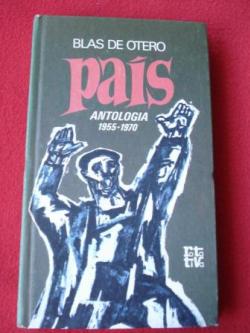 BLAS DE OTERO
país
ANTOLOGIA
1955-1970